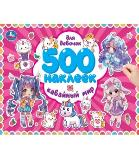 для девочек
500
наклеек
кавайный мир